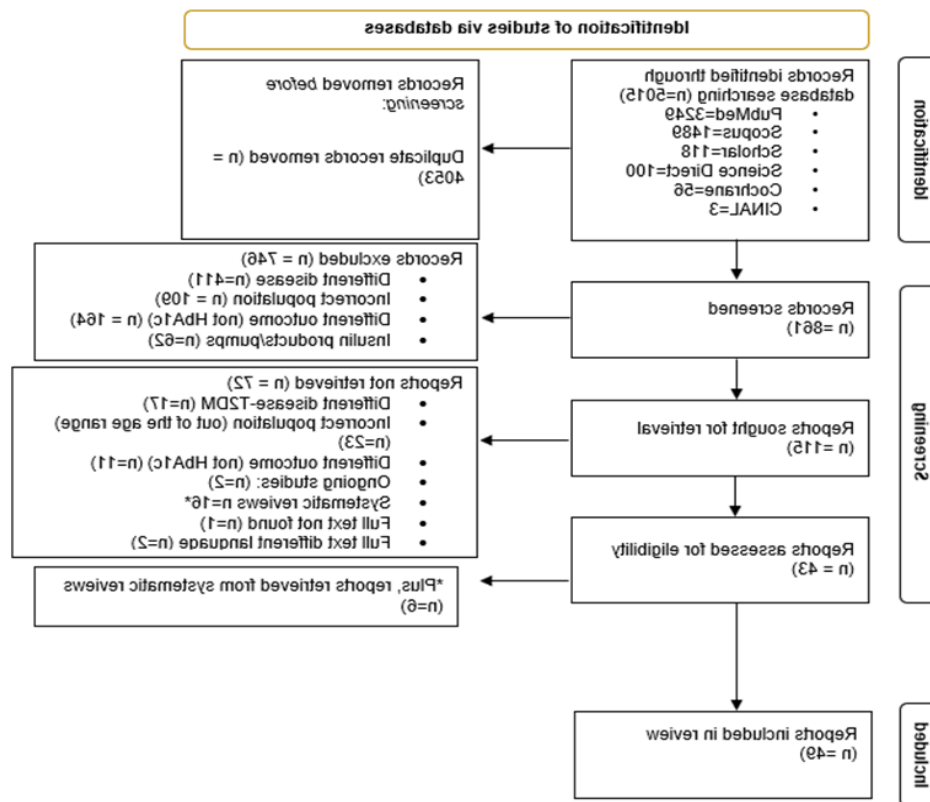 Identification of studies via databases
Identification
Records identified through
database searching (n=5015)
• PubMed=3249
• Scopus=1489
• Scholar=118
• Science Direct=100
• Cochrane=56
• CINAL=3
Records removed before
screening:
Duplicate records removed (n =
4053)
Screening
Records screened
(n =861)
Records excluded (n = 746)
• Different disease (n=411)
• Incorrect population (n = 109)
• Different outcome (not HbA1c) (n = 164)
• Insulin products/pumps (n=62)
Reports sought for retrieval
(n =115)
Reports not retrieved (n = 72)
• Different disease-T2DM (n=17)
• Incorrect population (out of the age range)
(n=23)
• Different outcome (not HbA1c) (n=11)
• Ongoing studies: (n=2)
• Systematic reviews n=16*
• Full text not found (n=1)
• Full text different language (n=2)
Reports assessed for eligibility
(n = 43)
*Plus, reports retrieved from systematic reviews
(n=6)
Included
Reports included in review
(n =49)